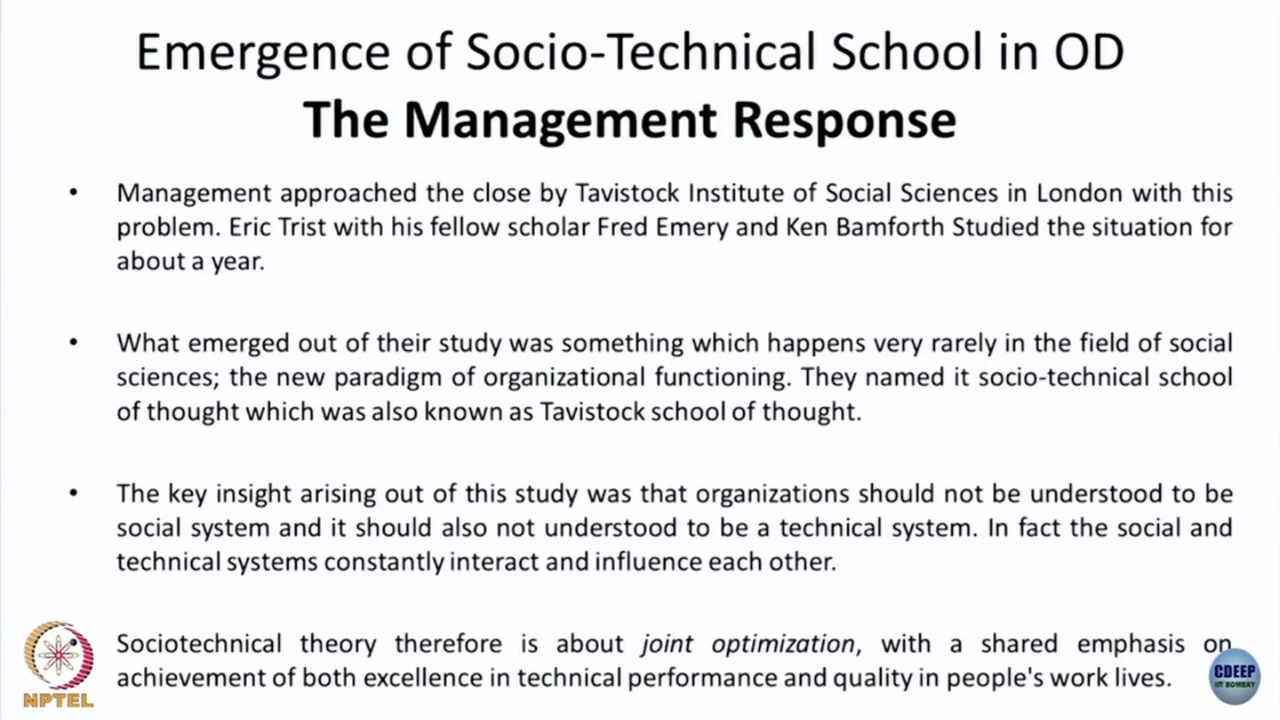 Emergence of Socio-Technical School in OD
The Management Response
• Management approached the close by Tavistock Institute of Social Sciences in London with this
problem. Eric Trist with his fellow scholar Fred Emery and Ken Bamforth Studied the situation for
about a year.
• What emerged out of their study was something which happens very rarely in the field of social
sciences; the new paradigm of organizational functioning. They named it socio-technical school
of thought which was also known as Tavistock school of thought.
• The key insight arising out of this study was that organizations should not be understood to be
social system and it should also not understood to be a technical system. In fact the social and
technical systems constantly interact and influence each other.
Sociotechnical theory therefore is about joint optimization, with a shared emphasis on
achievement of both excellence in technical performance and quality in people's work lives.
NPTEL
CDEEP
IIT BOMBAY